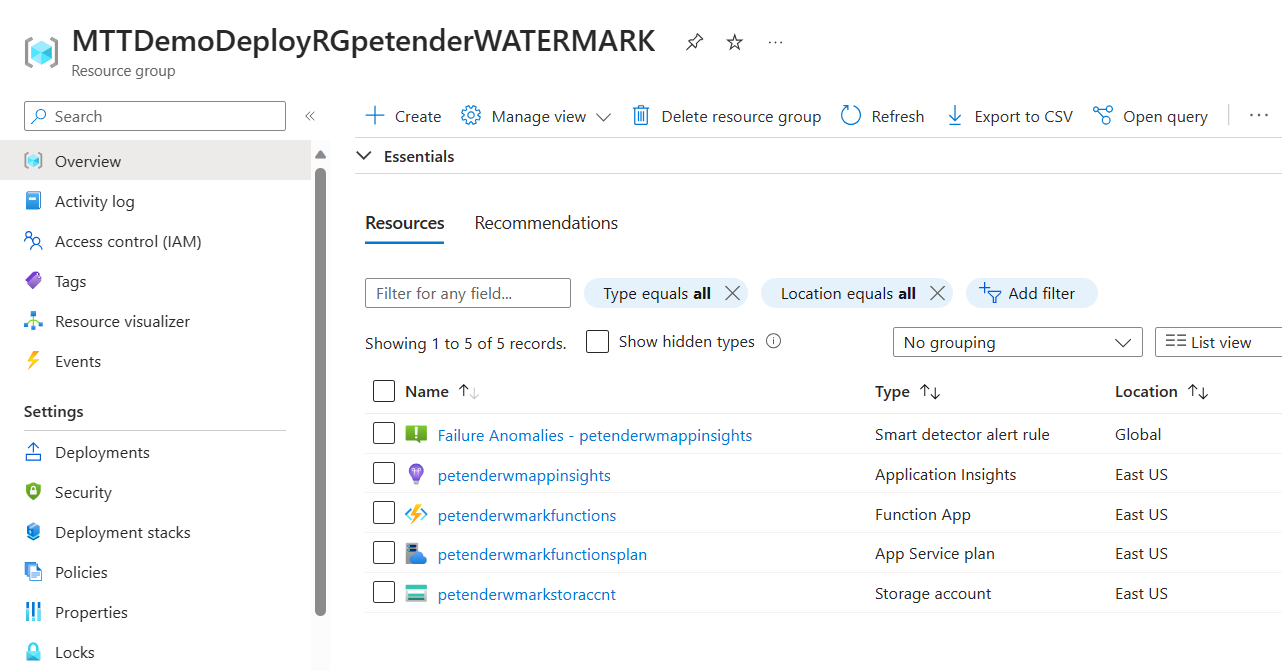 MTTDemoDeployRGpetenderWATERMARK
Resource group
Search
Overview
Activity log
Access control (IAM)
Tags
Resource visualizer
Events
Settings
Deployments
Security
Deployment stacks
Policies
Properties
Locks
Create Manage view Delete resource group Refresh Export to CSV Open query
Essentials
Resources Recommendations
Filter for any field... Type equals all Location equals all Add filter
Showing 1 to 5 of 5 records. Show hidden types No grouping List view
Name Type Location
Failure Anomalies - petenderwmappinsights Smart detector alert rule Global
petenderwmappinsights Application Insights East US
petenderwmarkfunctions Function App East US
petenderwmarkfunctionsplan App Service plan East US
petenderwmarkstoraccnt Storage account East US